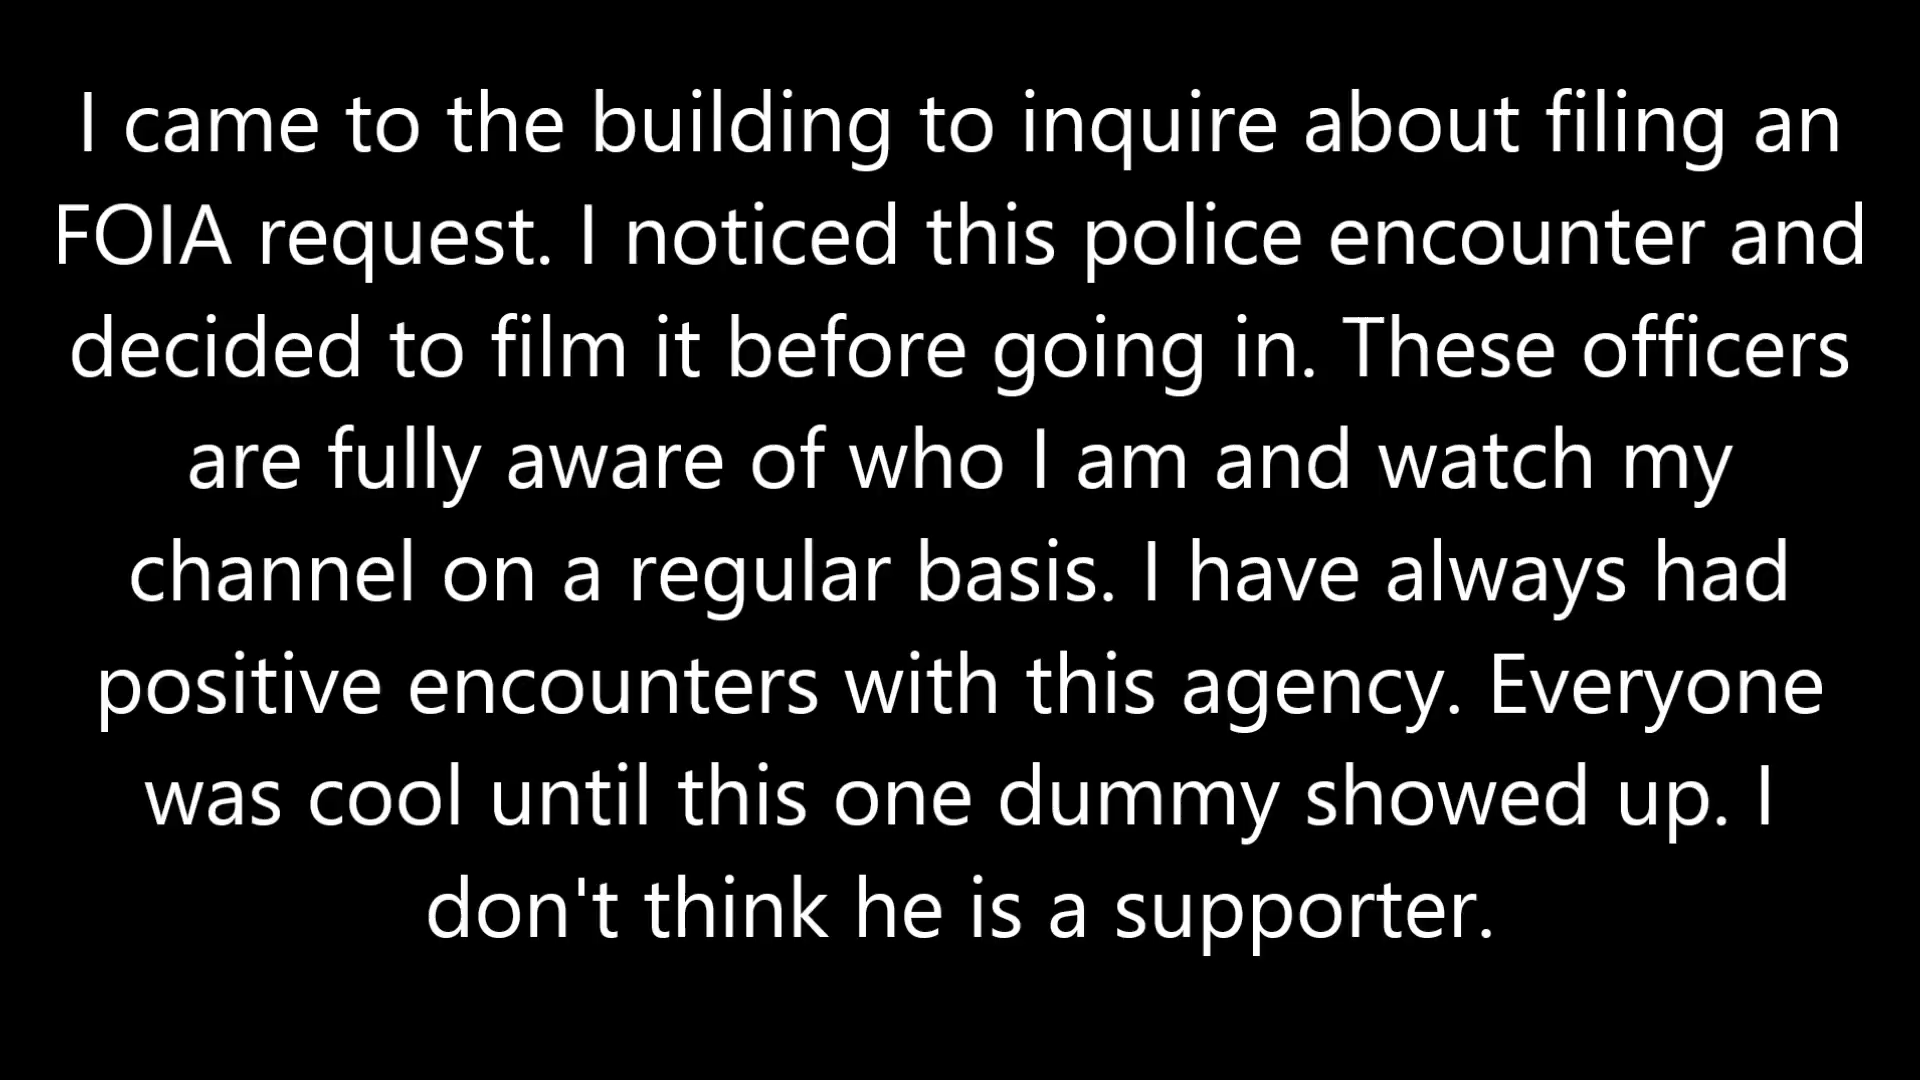 I came to the building to inquire about filing an
FOIA request. I noticed this police encounter and
decided to film it before going in. These officers
are fully aware of who I am and watch my
channel on a regular basis. I have always had
positive encounters with this agency. Everyone
was cool until this one dummy showed up. I
don't think he is a supporter.